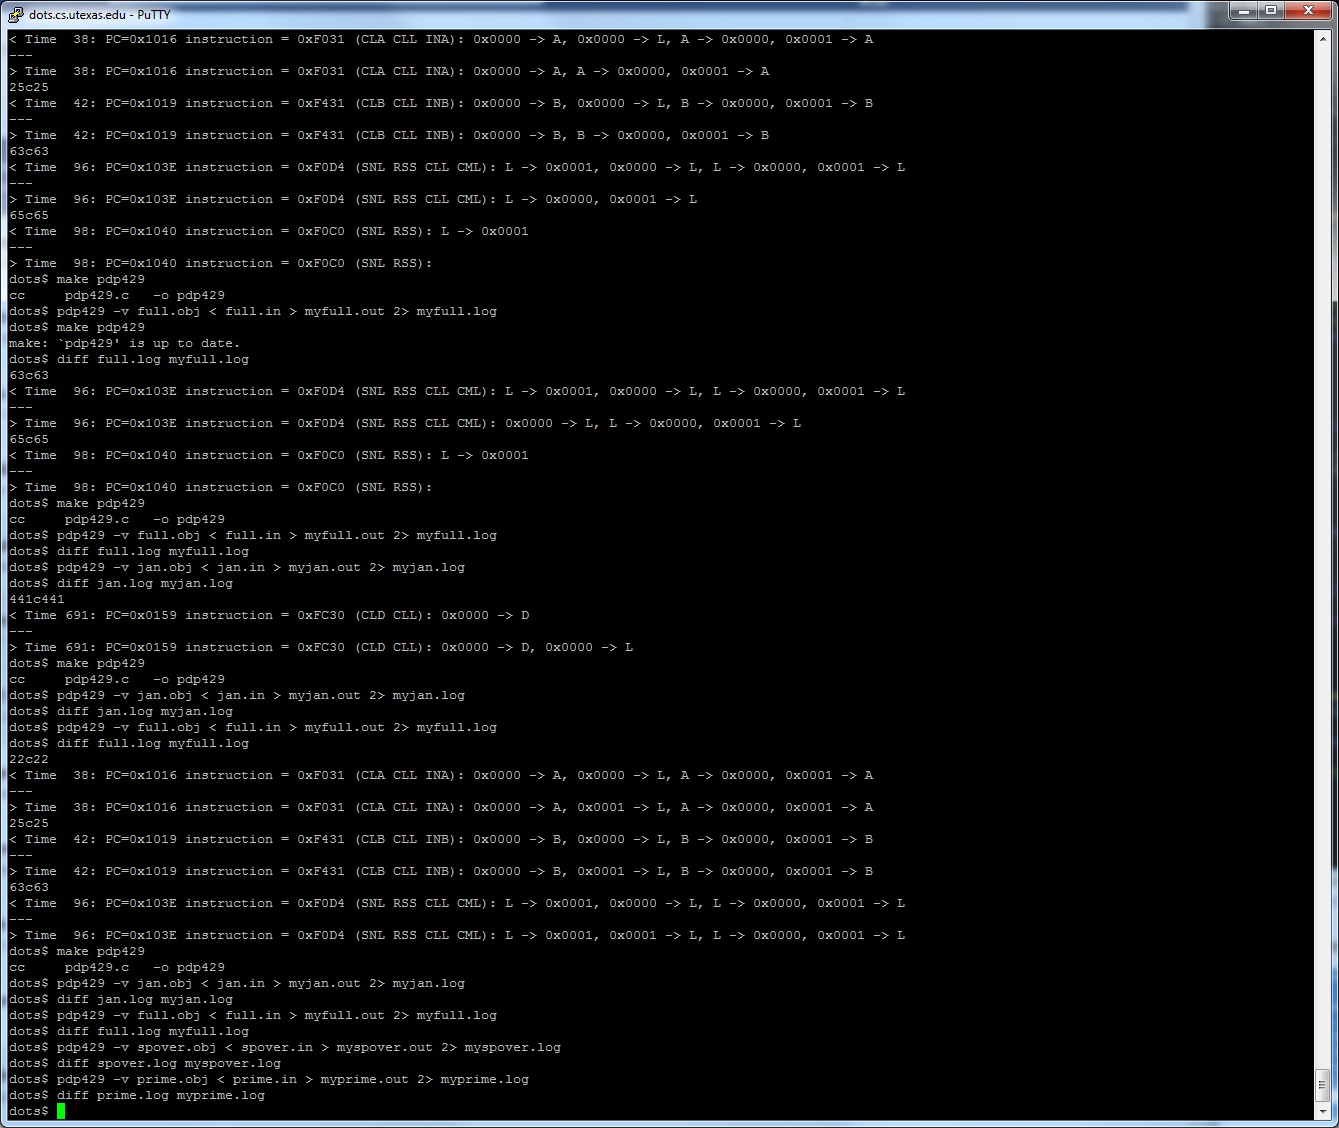 dots.cs.utexas.edu - PuTTY
< Time  38: PC=0x1016 instruction = 0xF031 (CLA CLL INA): 0x0000 -> A, 0x0000 -> L, A -> 0x0000, 0x0001 -> A
---
> Time  38: PC=0x1016 instruction = 0xF031 (CLA CLL INA): 0x0000 -> A, A -> 0x0000, 0x0001 -> A
25c25
< Time  42: PC=0x1019 instruction = 0xF431 (CLB CLL INB): 0x0000 -> B, 0x0000 -> L, B -> 0x0000, 0x0001 -> B
---
> Time  42: PC=0x1019 instruction = 0xF431 (CLB CLL INB): 0x0000 -> B, B -> 0x0000, 0x0001 -> B
63c63
< Time  96: PC=0x103E instruction = 0xF0D4 (SNL RSS CLL CML): L -> 0x0001, 0x0000 -> L, L -> 0x0000, 0x0001 -> L
---
> Time  96: PC=0x103E instruction = 0xF0D4 (SNL RSS CLL CML): L -> 0x0000, 0x0001 -> L
65c65
< Time  98: PC=0x1040 instruction = 0xF0C0 (SNL RSS): L -> 0x0001
---
> Time  98: PC=0x1040 instruction = 0xF0C0 (SNL RSS):
dots$ make pdp429
cc     pdp429.c   -o pdp429
dots$ pdp429 -v full.obj < full.in > myfull.out 2> myfull.log
dots$ make pdp429
make: `pdp429' is up to date.
dots$ diff full.log myfull.log
63c63
< Time  96: PC=0x103E instruction = 0xF0D4 (SNL RSS CLL CML): L -> 0x0001, 0x0000 -> L, L -> 0x0000, 0x0001 -> L
---
> Time  96: PC=0x103E instruction = 0xF0D4 (SNL RSS CLL CML): 0x0000 -> L, L -> 0x0000, 0x0001 -> L
65c65
< Time  98: PC=0x1040 instruction = 0xF0C0 (SNL RSS): L -> 0x0001
---
> Time  98: PC=0x1040 instruction = 0xF0C0 (SNL RSS):
dots$ make pdp429
cc     pdp429.c   -o pdp429
dots$ pdp429 -v full.obj < full.in > myfull.out 2> myfull.log
dots$ diff full.log myfull.log
dots$ pdp429 -v jan.obj < jan.in > myjan.out 2> myjan.log
dots$ diff jan.log myjan.log
441c441
< Time 691: PC=0x0159 instruction = 0xFC30 (CLD CLL): 0x0000 -> D
---
> Time 691: PC=0x0159 instruction = 0xFC30 (CLD CLL): 0x0000 -> D, 0x0000 -> L
dots$ make pdp429
cc     pdp429.c   -o pdp429
dots$ pdp429 -v jan.obj < jan.in > myjan.out 2> myjan.log
dots$ diff jan.log myjan.log
dots$ pdp429 -v full.obj < full.in > myfull.out 2> myfull.log
dots$ diff full.log myfull.log
22c22
< Time  38: PC=0x1016 instruction = 0xF031 (CLA CLL INA): 0x0000 -> A, 0x0000 -> L, A -> 0x0000, 0x0001 -> A
---
> Time  38: PC=0x1016 instruction = 0xF031 (CLA CLL INA): 0x0000 -> A, 0x0001 -> L, A -> 0x0000, 0x0001 -> A
25c25
< Time  42: PC=0x1019 instruction = 0xF431 (CLB CLL INB): 0x0000 -> B, 0x0000 -> L, B -> 0x0000, 0x0001 -> B
---
> Time  42: PC=0x1019 instruction = 0xF431 (CLB CLL INB): 0x0000 -> B, 0x0001 -> L, B -> 0x0000, 0x0001 -> B
63c63
< Time  96: PC=0x103E instruction = 0xF0D4 (SNL RSS CLL CML): L -> 0x0001, 0x0000 -> L, L -> 0x0000, 0x0001 -> L
---
> Time  96: PC=0x103E instruction = 0xF0D4 (SNL RSS CLL CML): L -> 0x0001, 0x0001 -> L, L -> 0x0000, 0x0001 -> L
dots$ make pdp429
cc     pdp429.c   -o pdp429
dots$ pdp429 -v jan.obj < jan.in > myjan.out 2> myjan.log
dots$ diff jan.log myjan.log
dots$ pdp429 -v full.obj < full.in > myfull.out 2> myfull.log
dots$ diff full.log myfull.log
dots$ pdp429 -v spover.obj < spover.in > myspover.out 2> myspover.log
dots$ diff spover.log myspover.log
dots$ pdp429 -v prime.obj < prime.in > myprime.out 2> myprime.log
dots$ diff prime.log myprime.log
dots$